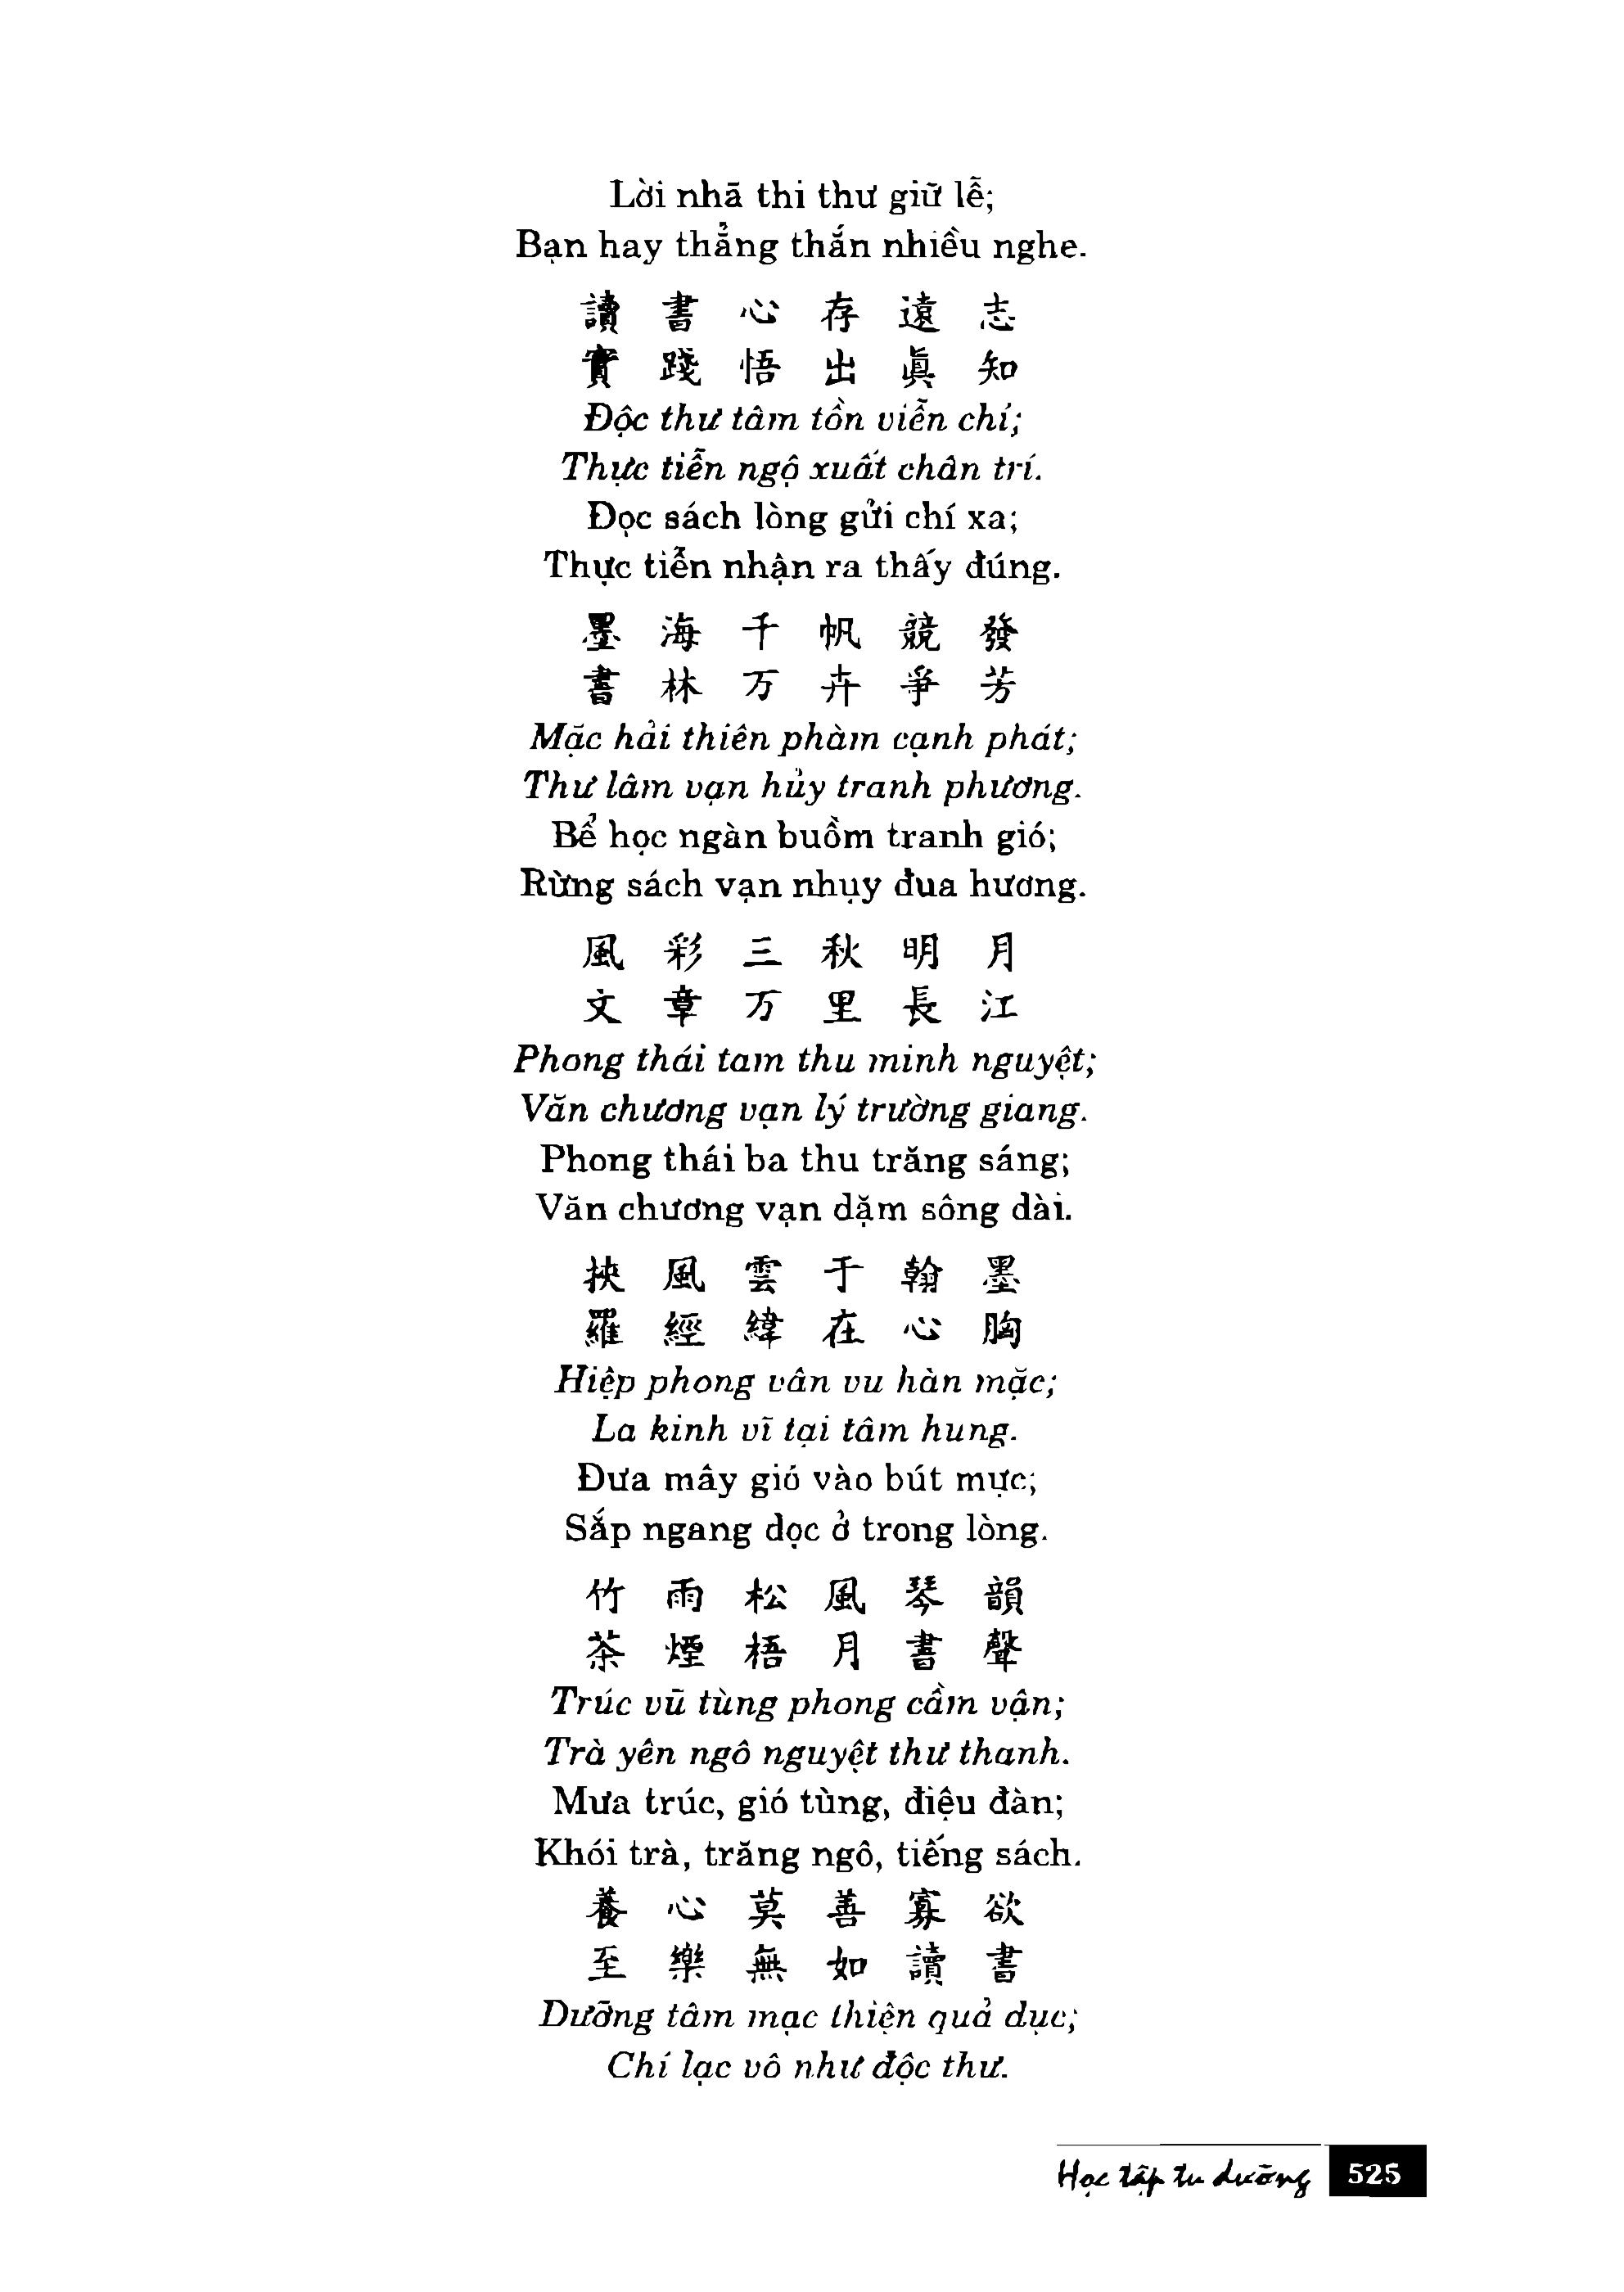 Lời nhã thi thư giữ lễ;
Bạn hay thẳng thắn nhiều nghe.
讀書心存遠志
實踐悟出眞知
Độc thư tâm tồn viễn chí;
Thực tiễn ngộ xuất chân trí.
Đọc sách lòng gửi chí xa;
Thực tiễn nhận ra thấy đúng.
墨海千帆競發
書林万卉爭芳
Mặc hải thiên phàm cạnh phát;
Thư lâm vạn hủy tranh phương.
Bể học ngàn buồm tranh gió;
Rừng sách vạn nhụy đua hương.
風彩三秋明月
文章万里長江
Phong thái tam thu minh nguyệt;
Văn chương vạn lý trường giang.
Phong thái ba thu trăng sáng;
Văn chương vạn dặm sông dài.
挾風雲于翰墨
羅經緯在心胸
Hiệp phong vân vu hàn mặc;
La kinh vĩ tại tâm hung.
Đưa mây gió vào bút mực;
Sắp ngang dọc ở trong lòng.
竹雨松風琴韻
茶煙梧月書聲
Trúc vũ tùng phong cầm vận;
Trà yên ngô nguyệt thư thanh.
Mưa trúc, gió tùng, điệu đàn;
Khói trà, trăng ngô, tiếng sách.
養心莫善寡欲
至樂無如讀書
Dưỡng tâm mạc thiện quả dục;
Chí lạc vô như độc thư.
Học tập tu dưỡng 525